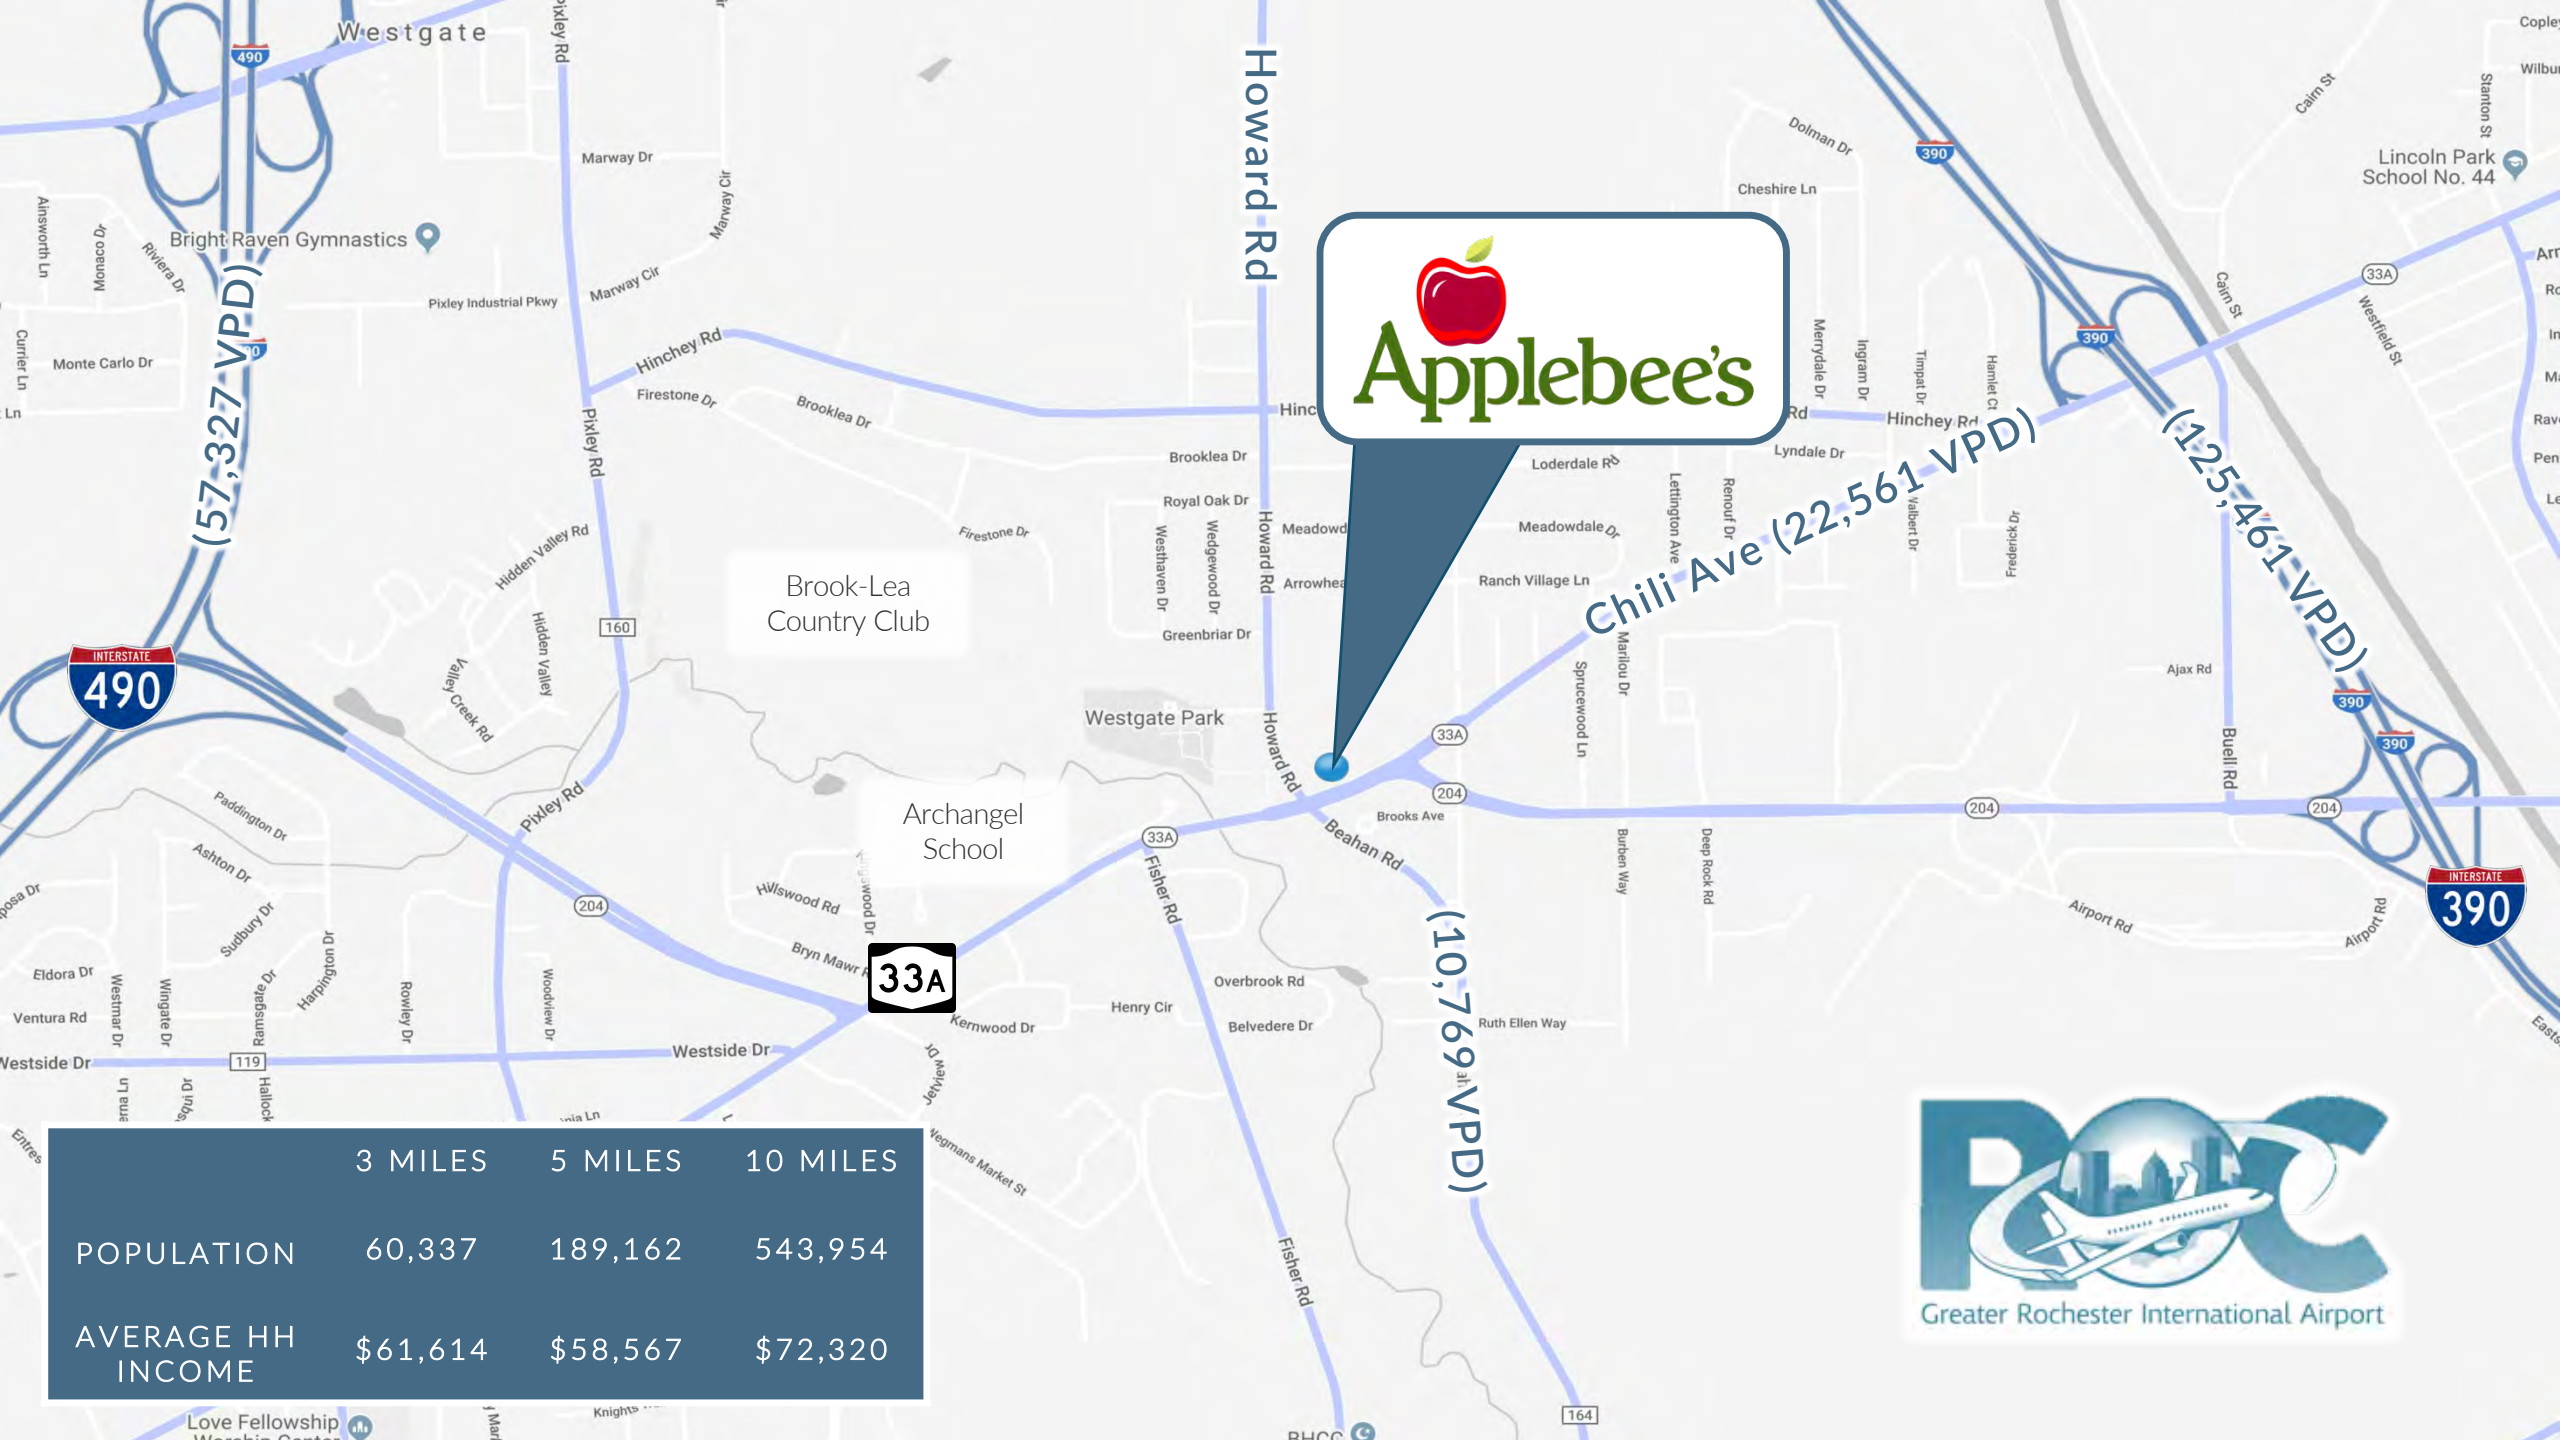 Westgate
Pixley Rd
Copley
490
Howard Rd
Cairn St
Stanton St
Dolman Dr
390
Marway Dr
Lincoln Park
School No. 44
Marway Cir
Cheshire Ln
Ainsworth Ln
Monaco Dr
Riviera Dr
Bright Raven Gymnastics
(57,327 VPD)
Marway Cir
Pixley Industrial Pkwy
33A
Cairn St
Westfield St
Applebee's
Currier Ln
Monte Carlo Dr
Hinchey Rd
390
Merrydale Dr
Ingram Dr
Timpat Dr
Hamlet Ct
Ln
Firestone Dr
Brooklea Dr
Rd
Hinchey Rd
Pixley Rd
Brooklea Dr
Loderdale Rd
Lyndale Dr
Royal Oak Dr
Lettington Ave
Renouf Dr
Chili Ave (22,561 VPD)
(125,461 VPD)
Firestone Dr
Westhaven Dr
Wedgewood Dr
Howard Rd
Meadowdale Dr
Walbert Dr
Frederick Dr
Hidden Valley Rd
Brook-Lea
Country Club
Ranch Village Ln
160
Hidden Valley
Greenbriar Dr
INTERSTATE
490
Valley Creek Rd
Marilou Dr
Sprucewood Ln
Ajax Rd
390
Westgate Park
Howard Rd
33A
390
Buell Rd
Paddington Dr
Pixley Rd
Archangel
School
204
204
204
33A
Brooks Ave
Beahan Rd
Ashton Dr
Fisher Rd
Burben Way
Deep Rock Rd
INTERSTATE
390
Hillswood Rd
204
Sudbury Dr
Airport Rd
Airport Rd
Bryn Mawr
33A
(10,769 VPD)
Eldora Dr
Harpington Dr
Westmar Dr
Wingate Dr
Ramsgate Dr
Rowley Dr
Woodview Dr
Overbrook Rd
Ventura Rd
Henry Cir
Kernwood Dr
Belvedere Dr
Ruth Ellen Way
Westside Dr
119
Westside Dr
Jetview Dr
Hallock
Wegmans Market St
3 MILES 5 MILES 10 MILES
POPULATION 60,337 189,162 543,954
AVERAGE HH
INCOME $61,614 $58,567 $72,320
Fisher Rd
ROC
Greater Rochester International Airport
164
Love Fellowship
Knights